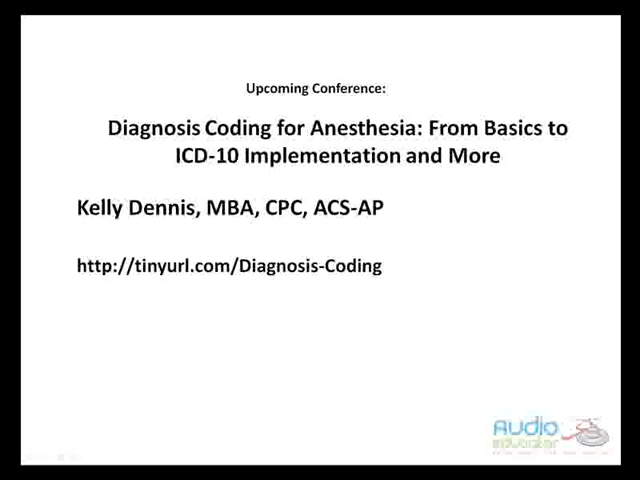 Upcoming Conference:
Diagnosis Coding for Anesthesia: From Basics to
ICD-10 Implementation and More
Kelly Dennis, MBA, CPC, ACS-AP
http://tinyurl.com/Diagnosis-Coding
AUDIO
EDUCATOR